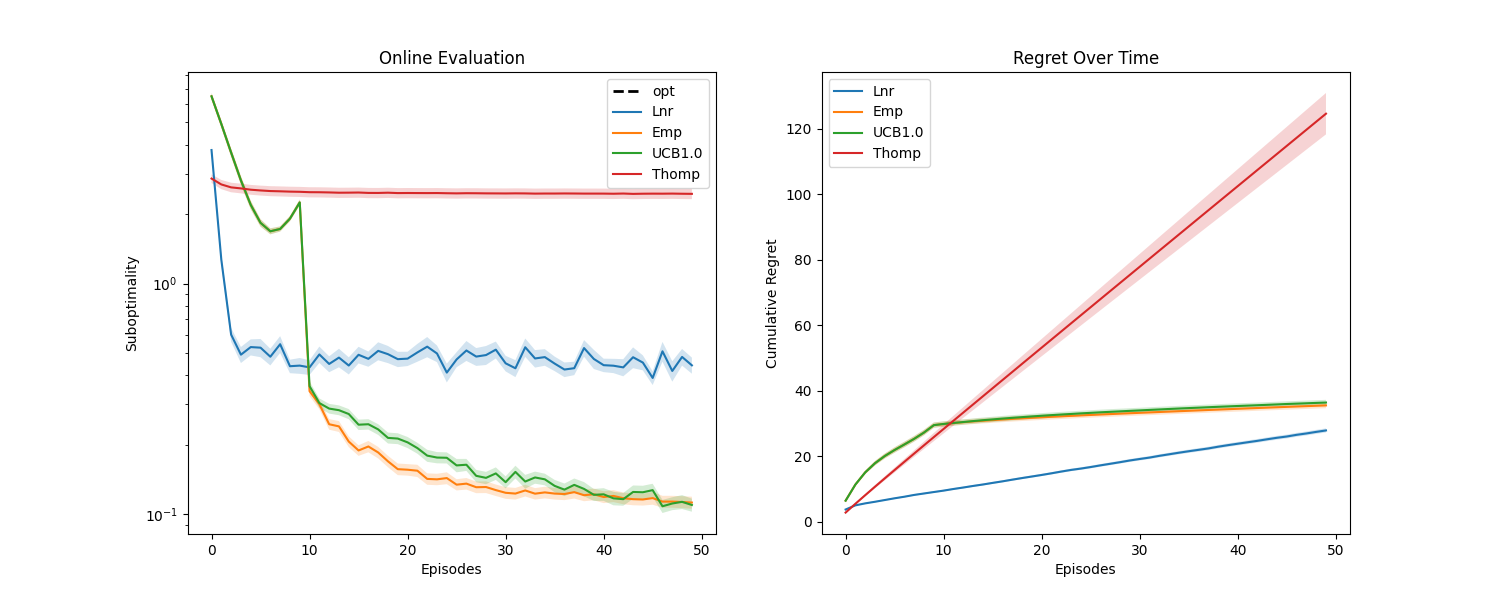 Online Evaluation
Suboptimality
10^0
10^-1
opt
Lnr
Emp
UCB1.0
Thomp
0 10 20 30 40 50
Episodes
Regret Over Time
Cumulative Regret
120
100
80
60
40
20
0
Lnr
Emp
UCB1.0
Thomp
0 10 20 30 40 50
Episodes